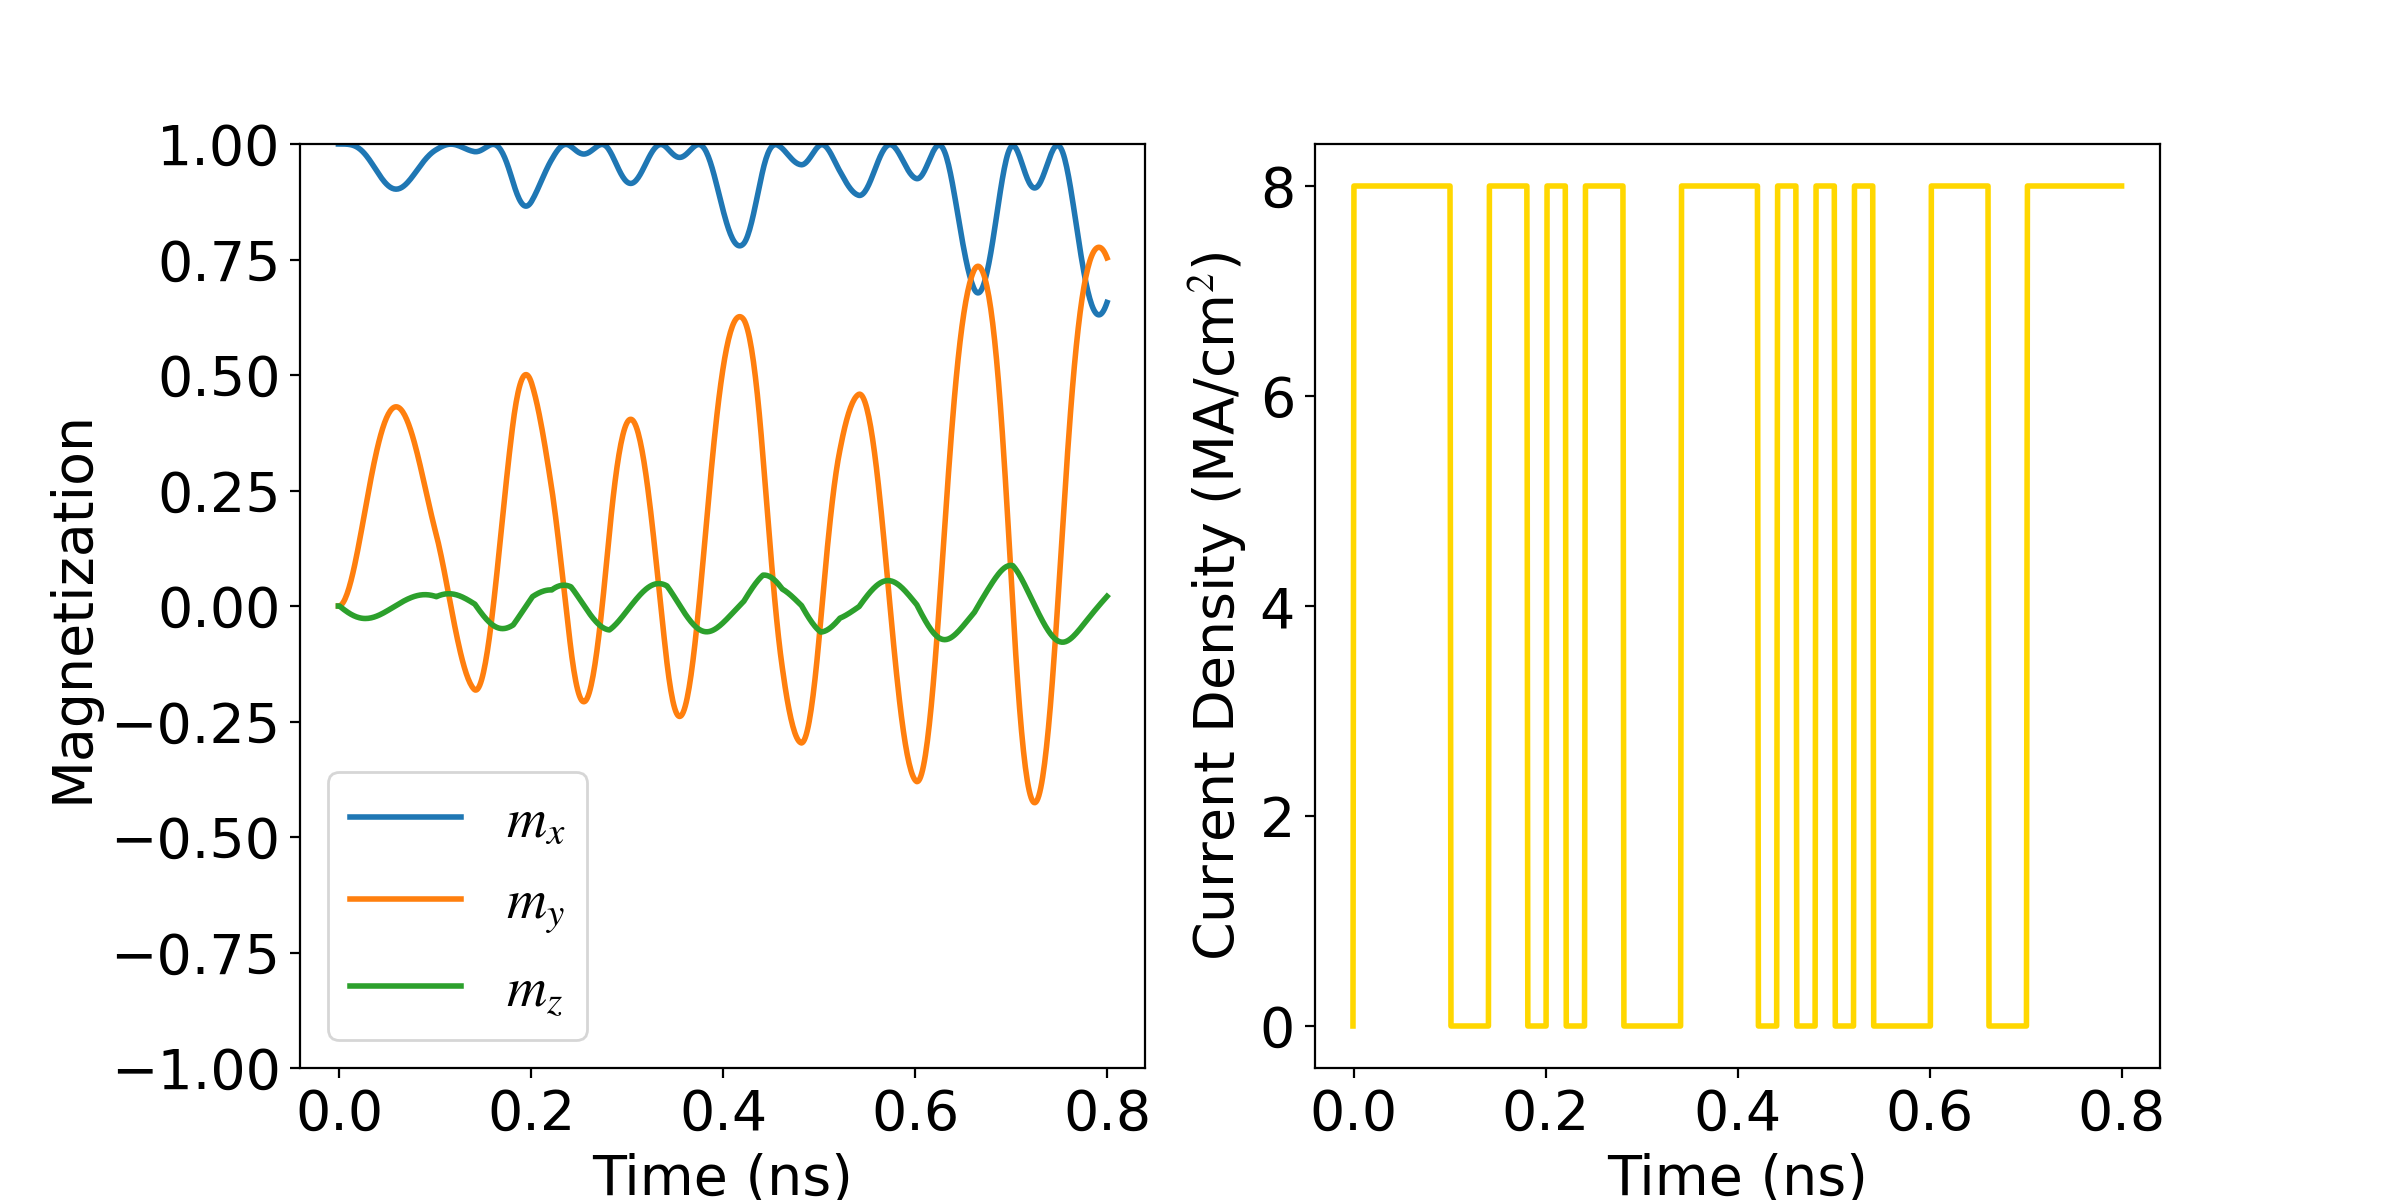 1.00
0.75
0.50
0.25
0.00
−0.25
−0.50
−0.75
−1.00
Magnetization
m_x
m_y
m_z
0.0 0.2 0.4 0.6 0.8
Time (ns)
8
6
4
2
0
Current Density (MA/cm²)
0.0 0.2 0.4 0.6 0.8
Time (ns)